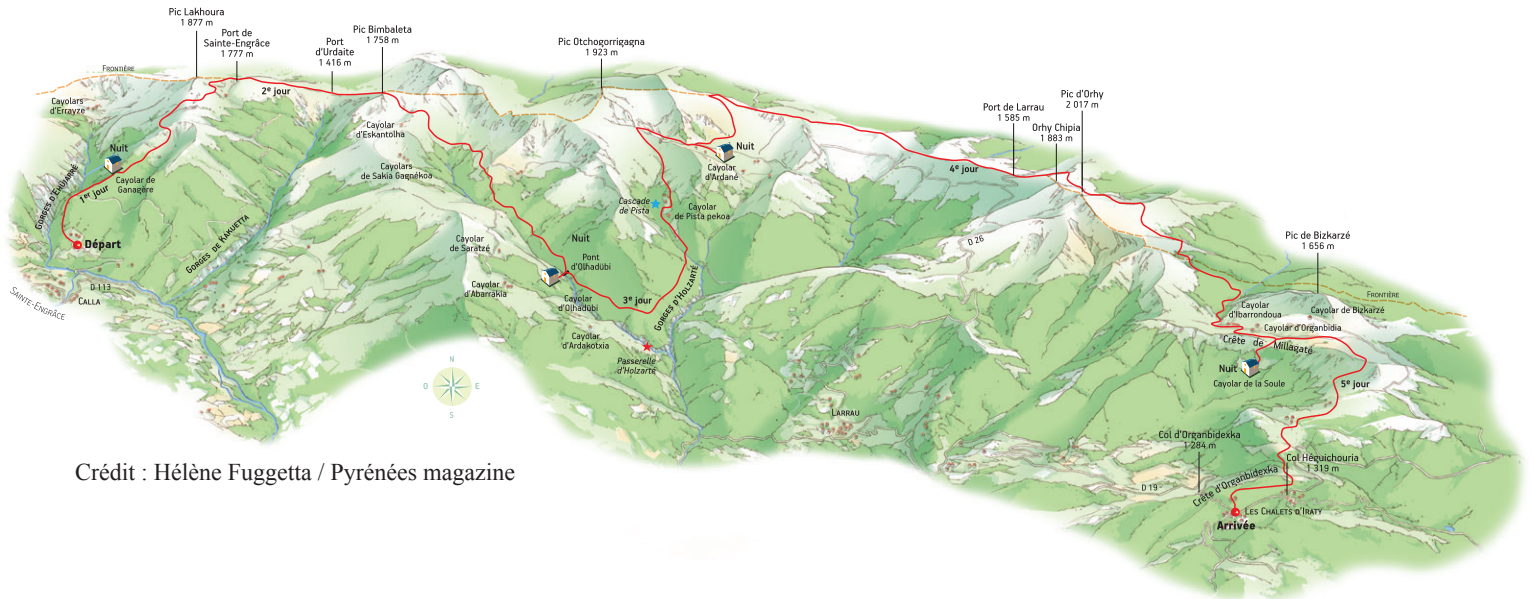 Pic Lakhoura
1 877 m
Port de
Sainte-Engrâce
1 777 m
Port
d'Urdaite
1 416 m
Pic Bimbaleta
1 758 m
Pic Otchogorrigagna
1 923 m
Port de Larrau
1 585 m
Orhy Chipia
1 883 m
Pic d'Orhy
2 017 m
Pic de Bizkarzé
1 656 m
Frontière
2e jour
Cayolars
d'Errayze
Nuit
Cayolar de
Ganagère
1er jour
Gorges d'Ehujarré
Départ
Gorges de Kakuetta
D 113
Calla
Sainte-Engrâce
Cayolar
d'Eskantolha
Cayolars
de Sakia Gagnékoa
Cayolar
de Saratzé
Cayolar
d'Abarrakia
Nuit
Pont
d'Olhadübi
Cayolar
d'Olhadübi
3e jour
Cayolar
d'Ardakotxia
Passerelle
d'Holzarté
Gorges d'Holzarté
Cascade
de Pista
Cayolar
de Pista pekoa
Nuit
Cayolar
d'Ardané
4e jour
D 26
Larrau
Frontière
Cayolar
d'Ibarrondoua
Cayolar de Bizkarzé
Cayolar d'Organbidia
Crête de Millagaté
Nuit
Cayolar de la Soule
5e jour
Col d'Organbidexka
1 284 m
Col Héguichouria
1 319 m
D 19
Crête d'Organbidexka
Les Chalets d'Iraty
Arrivée
N
O
E
S
Crédit : Hélène Fuggetta / Pyrénées magazine